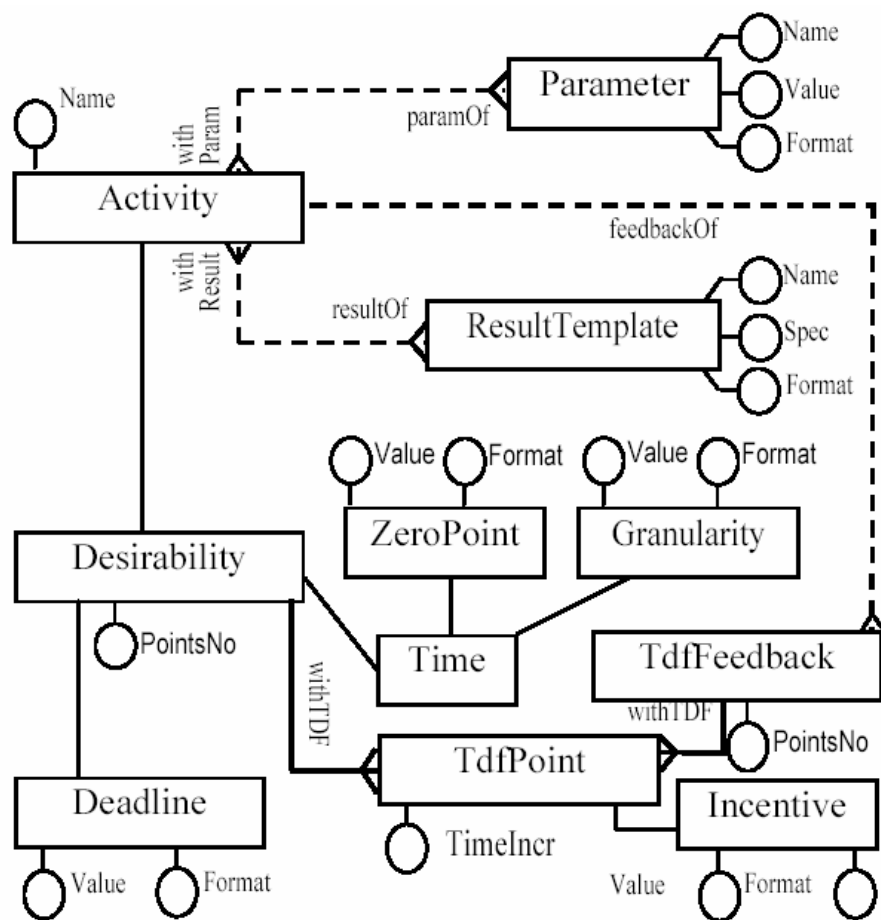 Name
Name
Parameter
Value
paramOf
Format
with
Param
Activity
feedbackOf
with
Result
Name
resultOf
ResultTemplate
Spec
Format
Value
Format
Value
Format
ZeroPoint
Granularity
Desirability
PointsNo
Time
TdfFeedback
withTDF
withTDF
PointsNo
TdfPoint
Deadline
Incentive
TimeIncr
Value
Format
Value
Format